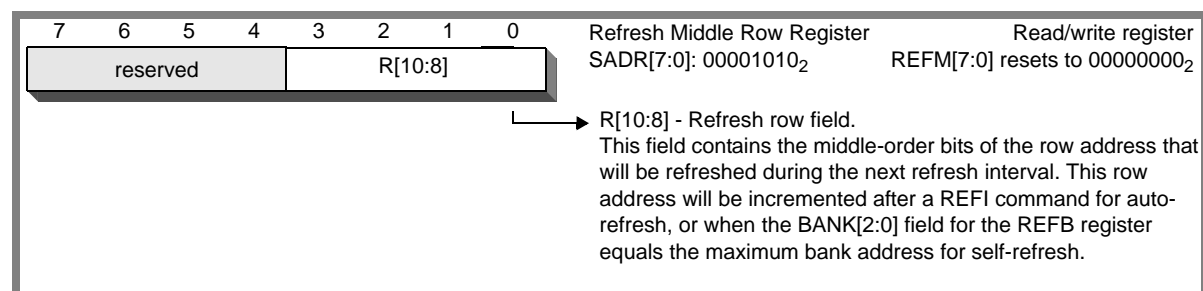 7 6 5 4 3 2 1 0
reserved R[10:8]
Refresh Middle Row Register Read/write register
SADR[7:0]: 00001010₂ REFM[7:0] resets to 00000000₂
R[10:8] - Refresh row field.
This field contains the middle-order bits of the row address that
will be refreshed during the next refresh interval. This row
address will be incremented after a REFI command for auto-
refresh, or when the BANK[2:0] field for the REFB register
equals the maximum bank address for self-refresh.